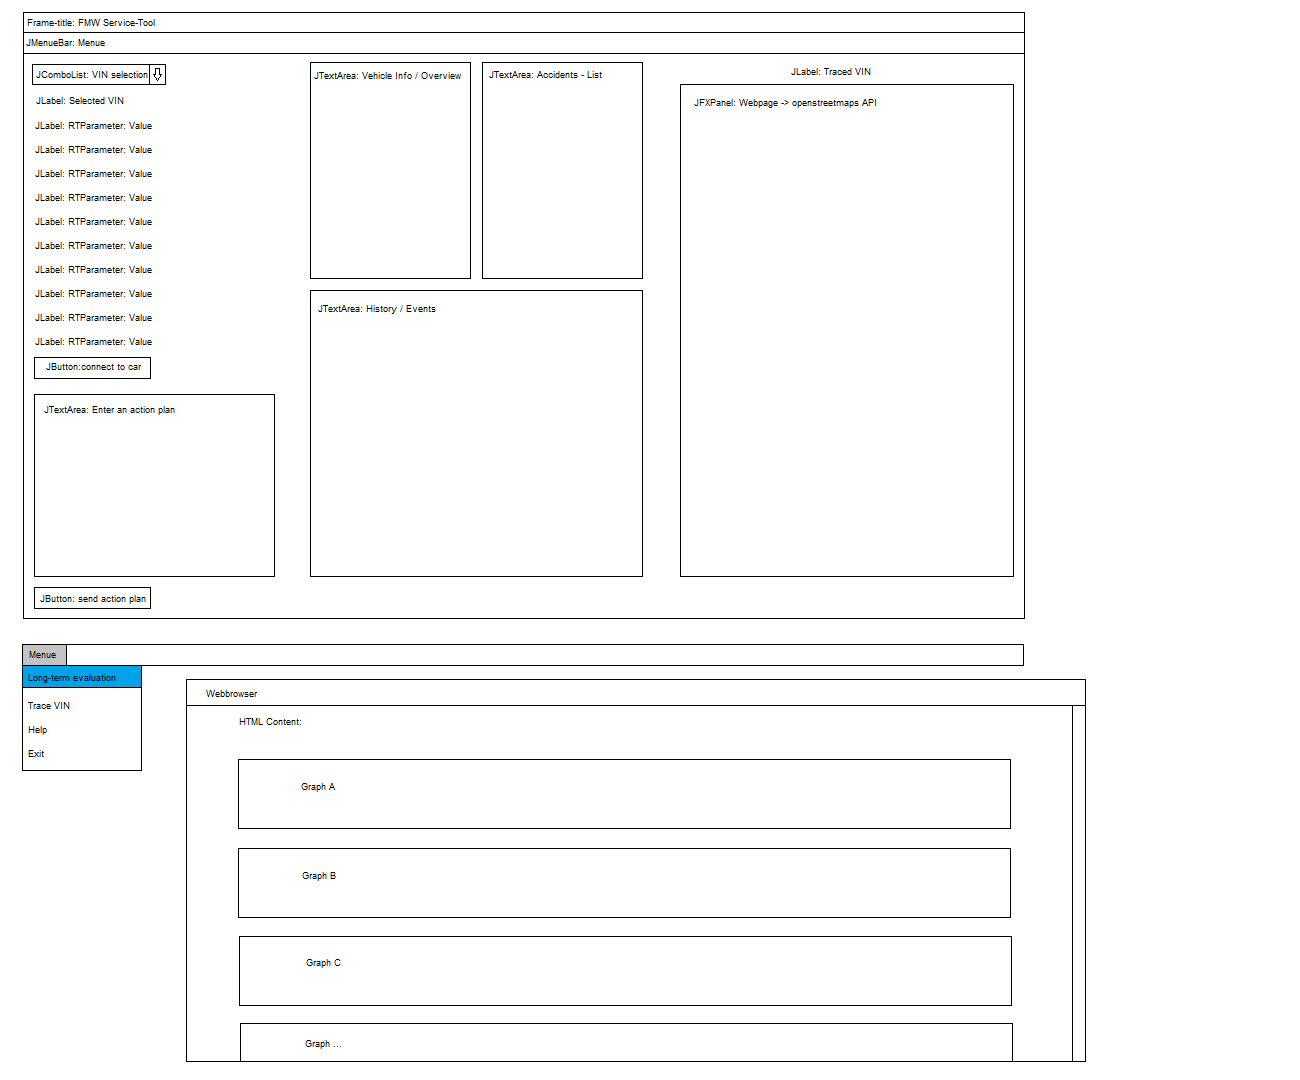 Frame-title: FMW Service-Tool
JMenueBar: Menue
JComboList: VIN selection
JLabel: Selected VIN
JLabel: RTParameter: Value
JLabel: RTParameter: Value
JLabel: RTParameter: Value
JLabel: RTParameter: Value
JLabel: RTParameter: Value
JLabel: RTParameter: Value
JLabel: RTParameter: Value
JLabel: RTParameter: Value
JLabel: RTParameter: Value
JLabel: RTParameter: Value
JButton:connect to car
JTextArea: Enter an action plan
JButton: send action plan
JTextArea: Vehicle Info / Overview
JTextArea: Accidents - List
JTextArea: History / Events
JLabel: Traced VIN
JFXPanel: Webpage -> openstreetmaps API
Menue
Long-term evaluation
Trace VIN
Help
Exit
Webbrowser
HTML Content:
Graph A
Graph B
Graph C
Graph ...